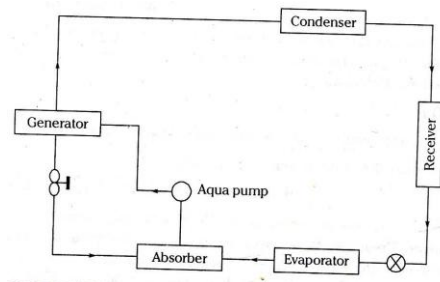 Condenser
Generator
Receiver
Aqua pump
Absorber
Evaporator